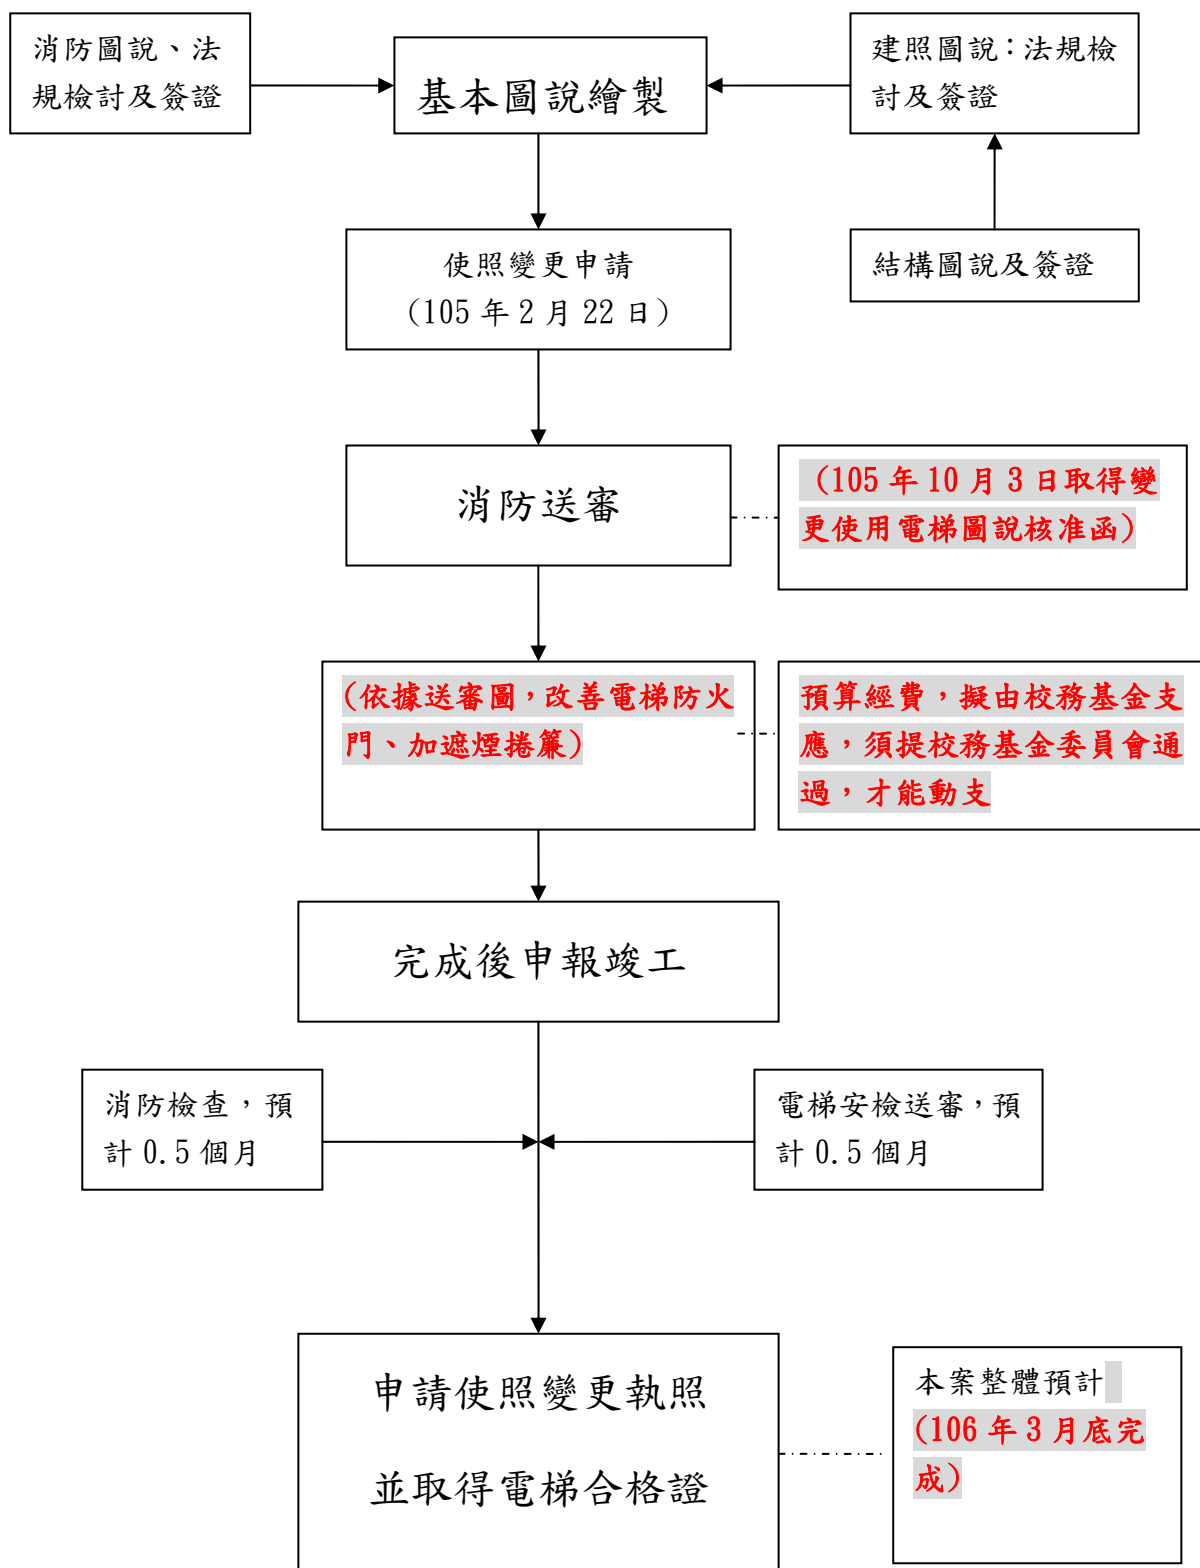 消防圖說、法
規檢討及簽證
基本圖說繪製
建照圖說：法規檢
討及簽證
使照變更申請
(105 年 2 月 22 日)
結構圖說及簽證
消防送審
(105 年 10 月 3 日取得變
更使用電梯圖說核准函)
(依據送審圖，改善電梯防火
門、加遮煙捲簾)
預算經費，擬由校務基金支
應，須提校務基金委員會通
過，才能動支
完成後申報竣工
消防檢查，預
計 0.5 個月
電梯安檢送審，預
計 0.5 個月
申請使照變更執照
並取得電梯合格證
本案整體預計
(106 年 3 月底完
成)